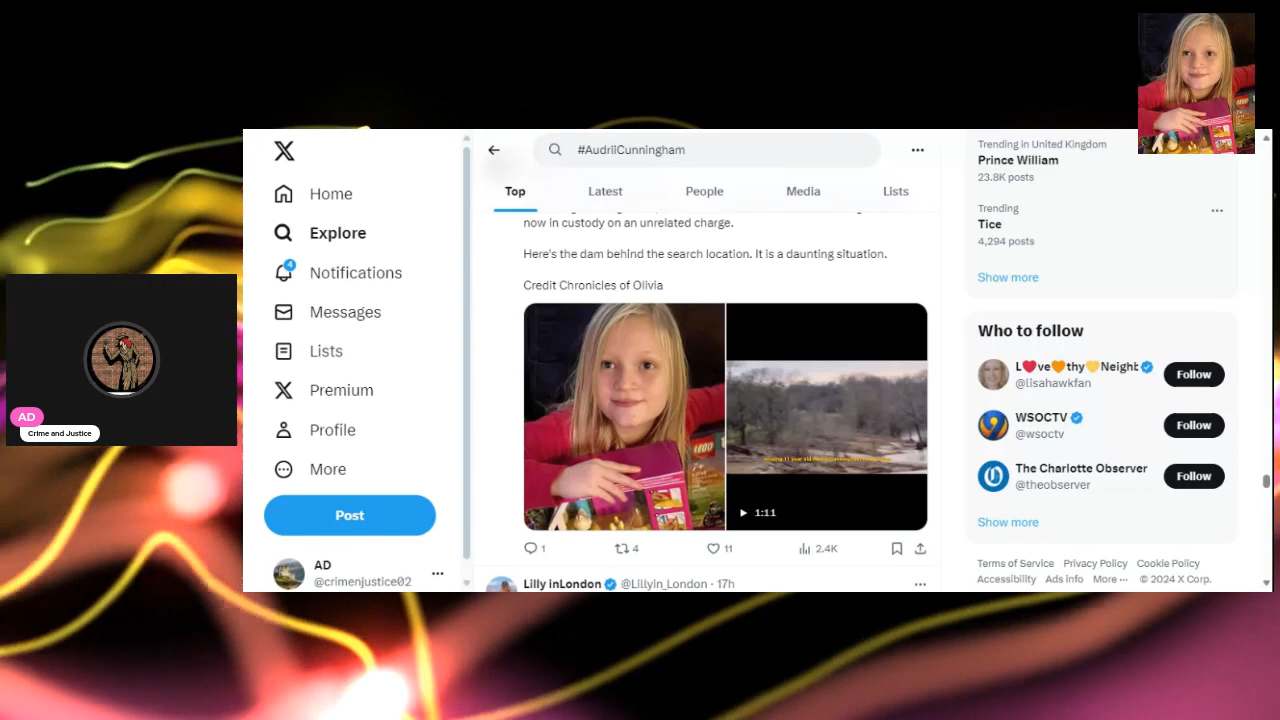 #AudriiCunningham
Top
Latest
People
Media
Lists
now in custody on an unrelated charge.
Here's the dam behind the search location. It is a daunting situation.
Credit Chronicles of Olivia
1:11
1
4
11
2.4K
Lilly inLondon @Lillyin_London · 17h
Home
Explore
4
Notifications
Messages
Lists
Premium
Profile
More
Post
AD
@crimenjustice02
Trending in United Kingdom
Prince William
23.8K posts
Trending
Tice
4,294 posts
Show more
Who to follow
L❤️ve🧡thy💛Neight
@lisahawkfan
Follow
WSOCTV
@wsoctv
Follow
The Charlotte Observer
@theobserver
Follow
Show more
Terms of Service Privacy Policy Cookie Policy
Accessibility Ads info More ··· © 2024 X Corp.
AD
Crime and Justice